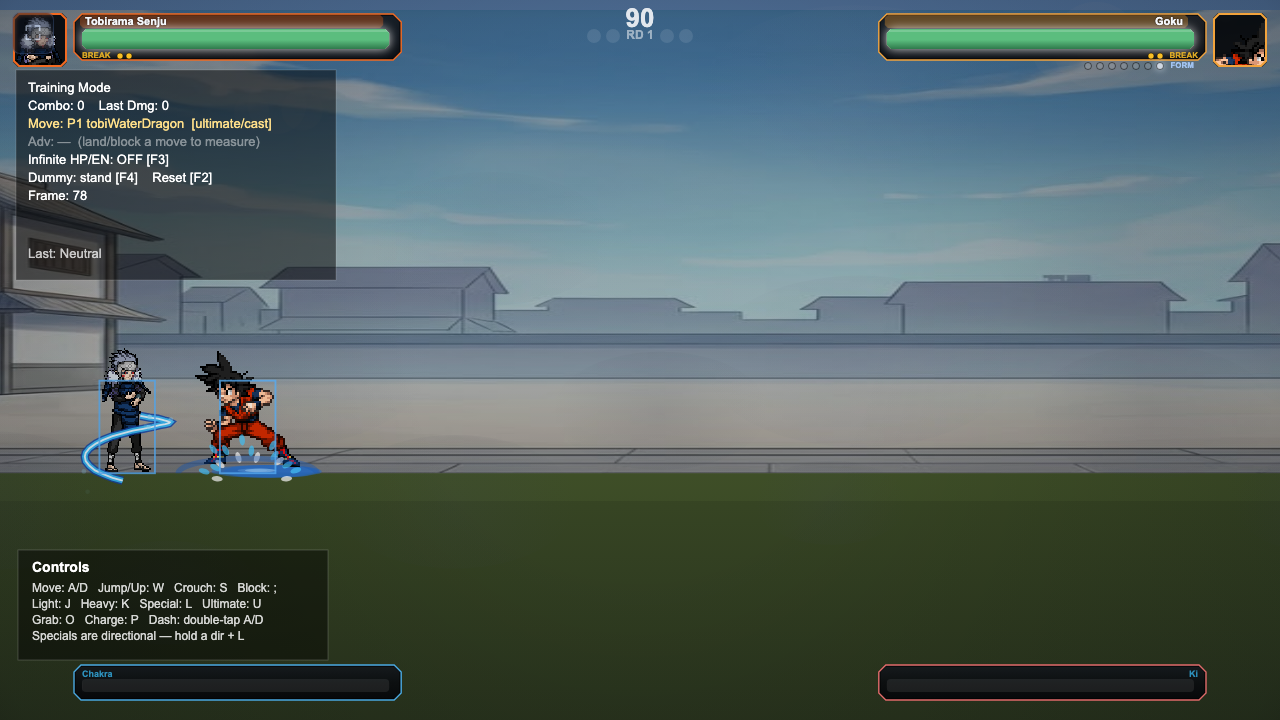 Tobirama Senju
BREAK
90
RD 1
Goku
BREAK
FORM
Training Mode
Combo: 0 Last Dmg: 0
Move: P1 tobiWaterDragon [ultimate/cast]
Adv: — (land/block a move to measure)
Infinite HP/EN: OFF [F3]
Dummy: stand [F4] Reset [F2]
Frame: 78
Last: Neutral
Controls
Move: A/D Jump/Up: W Crouch: S Block: ;
Light: J Heavy: K Special: L Ultimate: U
Grab: O Charge: P Dash: double-tap A/D
Specials are directional — hold a dir + L
Chakra
Ki